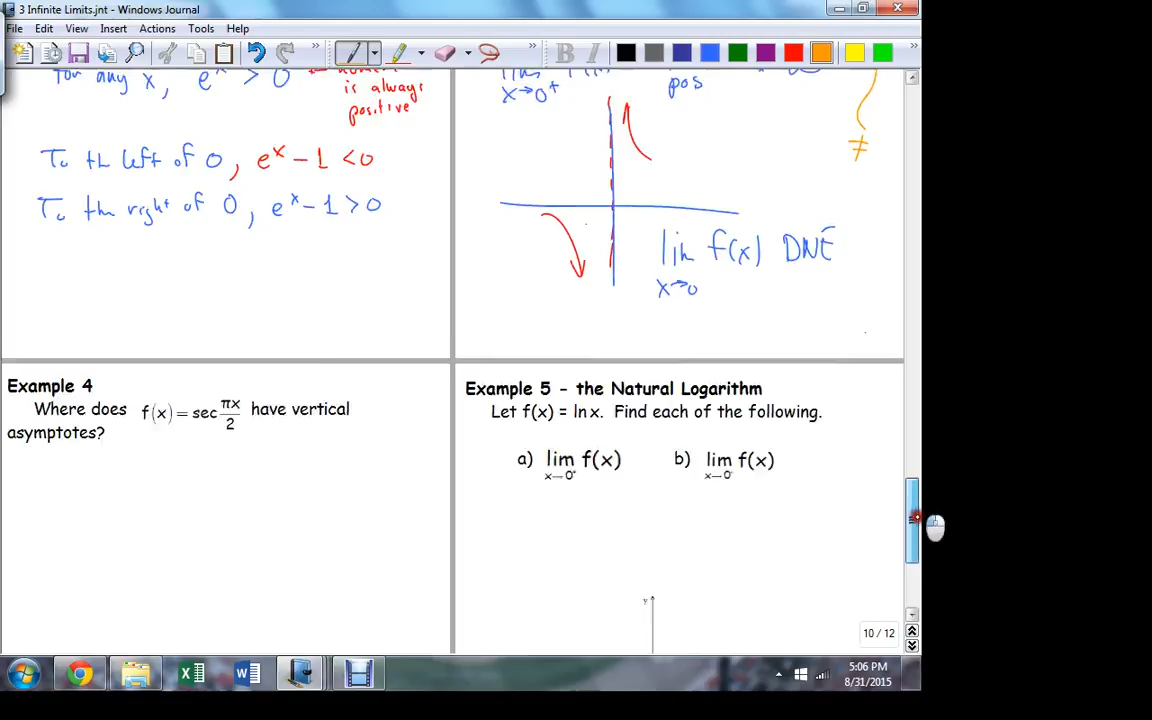 3 Infinite Limits.jnt - Windows Journal
File Edit View Insert Actions Tools Help
for any x, e^x > 0
is always
positive
To the left of 0, e^x - 1 < 0
To the right of 0, e^x - 1 > 0
x→0⁺
pos
≠
lim f(x) DNE
x→0
Example 4
Where does f(x) = sec πx/2 have vertical
asymptotes?
Example 5 - the Natural Logarithm
Let f(x) = ln x. Find each of the following.
a) lim f(x) b) lim f(x)
x→0⁺ x→0⁻
y
10 / 12
5:06 PM
8/31/2015